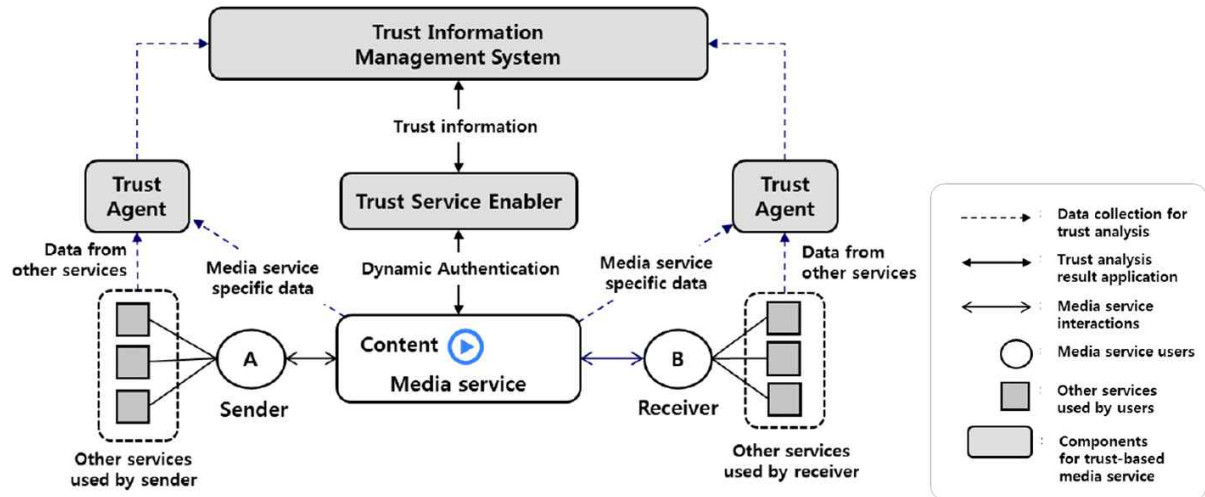 Trust Information
Management System
Trust information
Trust
Agent
Trust Service Enabler
Trust
Agent
Data from
other services
Media service
specific data
Dynamic Authentication
Media service
specific data
Data from
other services
A
Sender
Content
Media service
B
Receiver
Other services
used by sender
Other services
used by receiver
: Data collection for
trust analysis
: Trust analysis
result application
: Media service
interactions
: Media service users
: Other services
used by users
: Components
for trust-based
media service